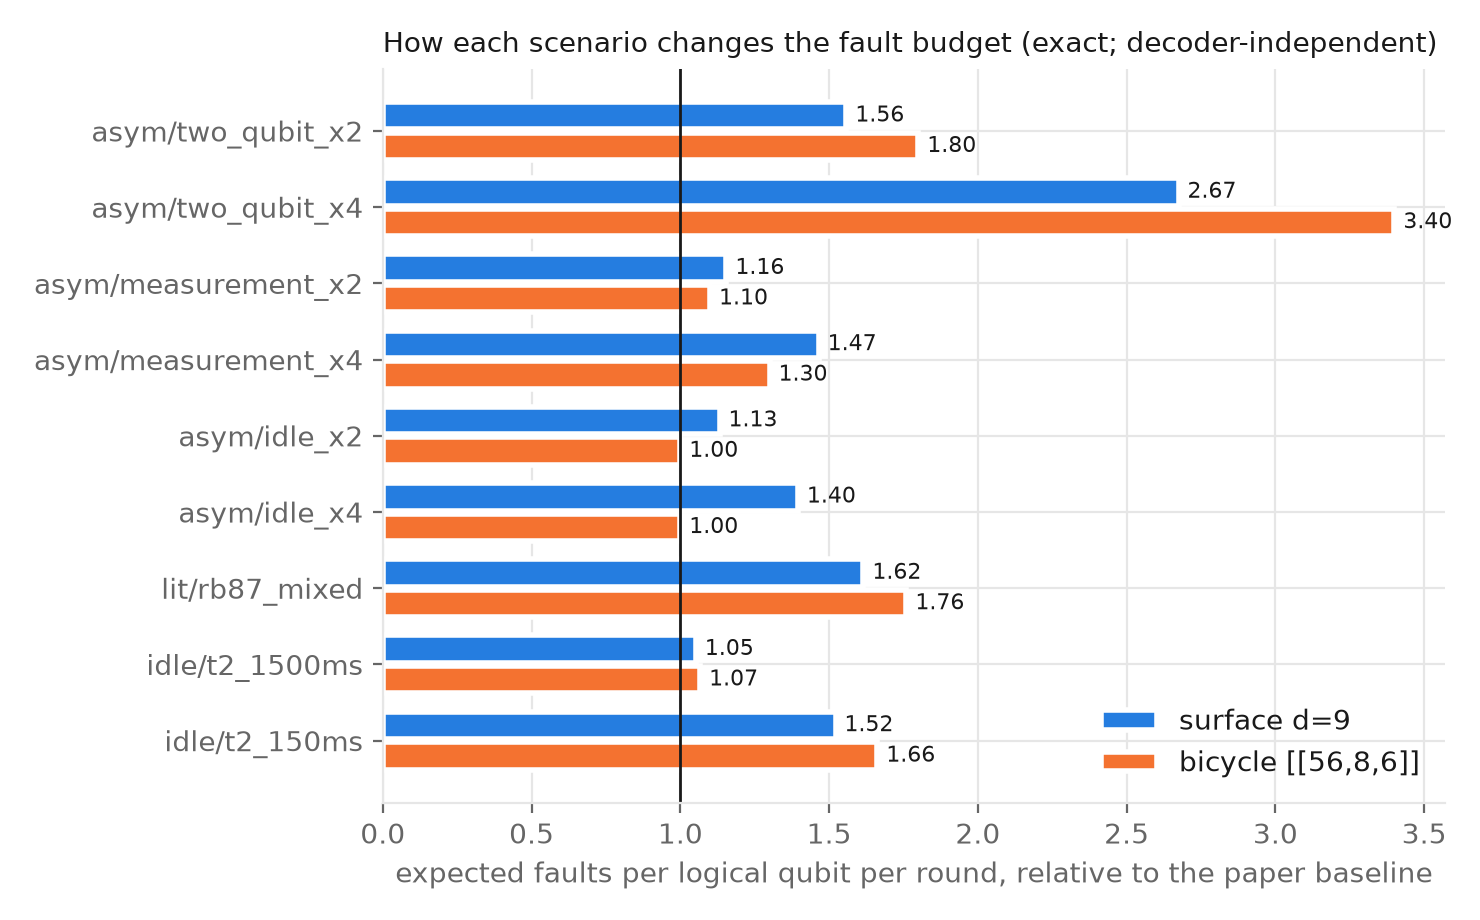 How each scenario changes the fault budget (exact; decoder-independent)
asym/two_qubit_x2
1.56
1.80
asym/two_qubit_x4
2.67
3.40
asym/measurement_x2
1.16
1.10
asym/measurement_x4
1.47
1.30
asym/idle_x2
1.13
1.00
asym/idle_x4
1.40
1.00
lit/rb87_mixed
1.62
1.76
idle/t2_1500ms
1.05
1.07
idle/t2_150ms
1.52
1.66
surface d=9
bicycle [[56,8,6]]
0.0 0.5 1.0 1.5 2.0 2.5 3.0 3.5
expected faults per logical qubit per round, relative to the paper baseline